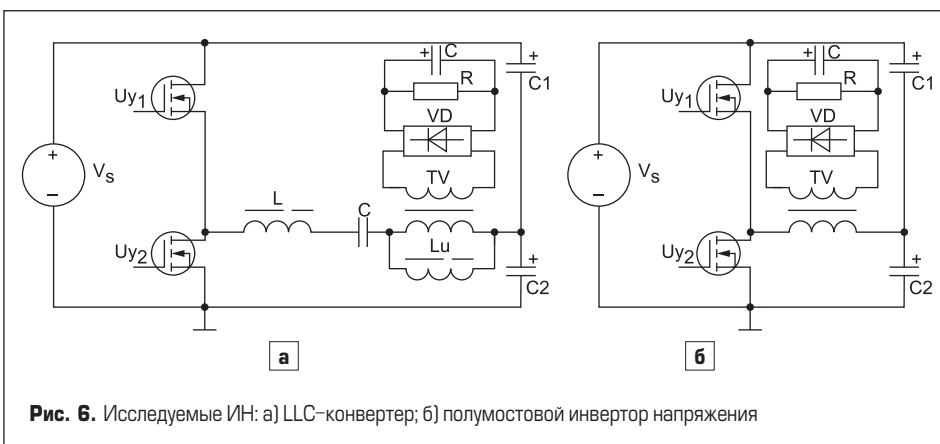 C
C
R
C1
R
C1
Uy1
VD
Uy1
VD
Vs
TV
Vs
TV
L
C
Uy2
Lu
Uy2
C2
C2
а
б
Рис. 6. Исследуемые ИН: а) LLC–конвертер; б) полумостовой инвертор напряжения